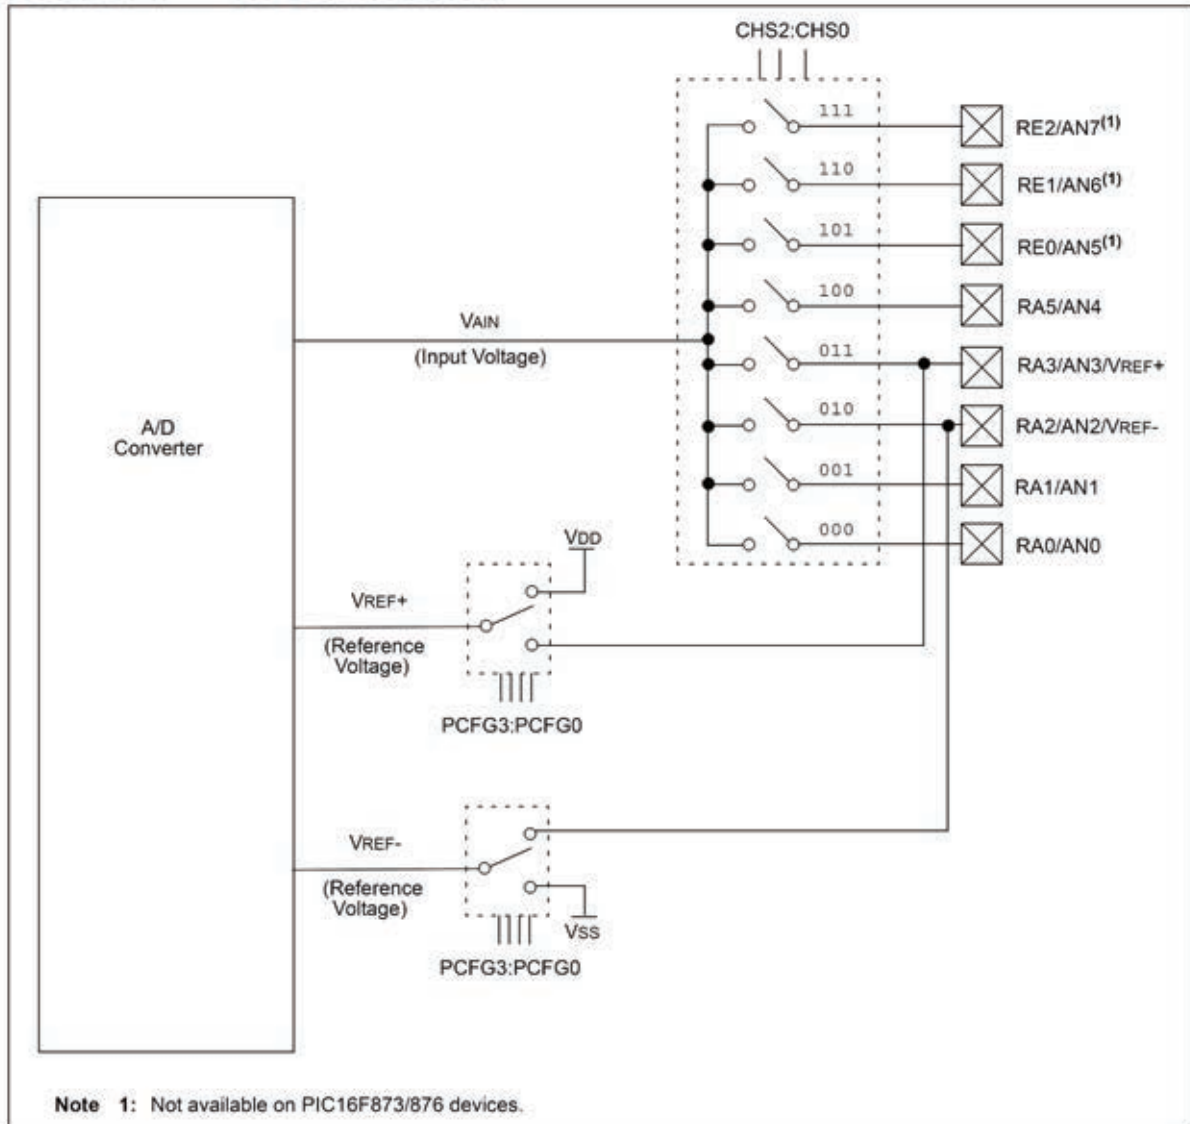 CHS2:CHS0
111
RE2/AN7(1)
110
RE1/AN6(1)
101
RE0/AN5(1)
100
RA5/AN4
VAIN
(Input Voltage)
011
RA3/AN3/VREF+
010
RA2/AN2/VREF-
A/D
Converter
001
RA1/AN1
000
RA0/AN0
VDD
VREF+
(Reference
Voltage)
PCFG3:PCFG0
VREF-
(Reference
Voltage)
VSS
PCFG3:PCFG0
Note 1: Not available on PIC16F873/876 devices.